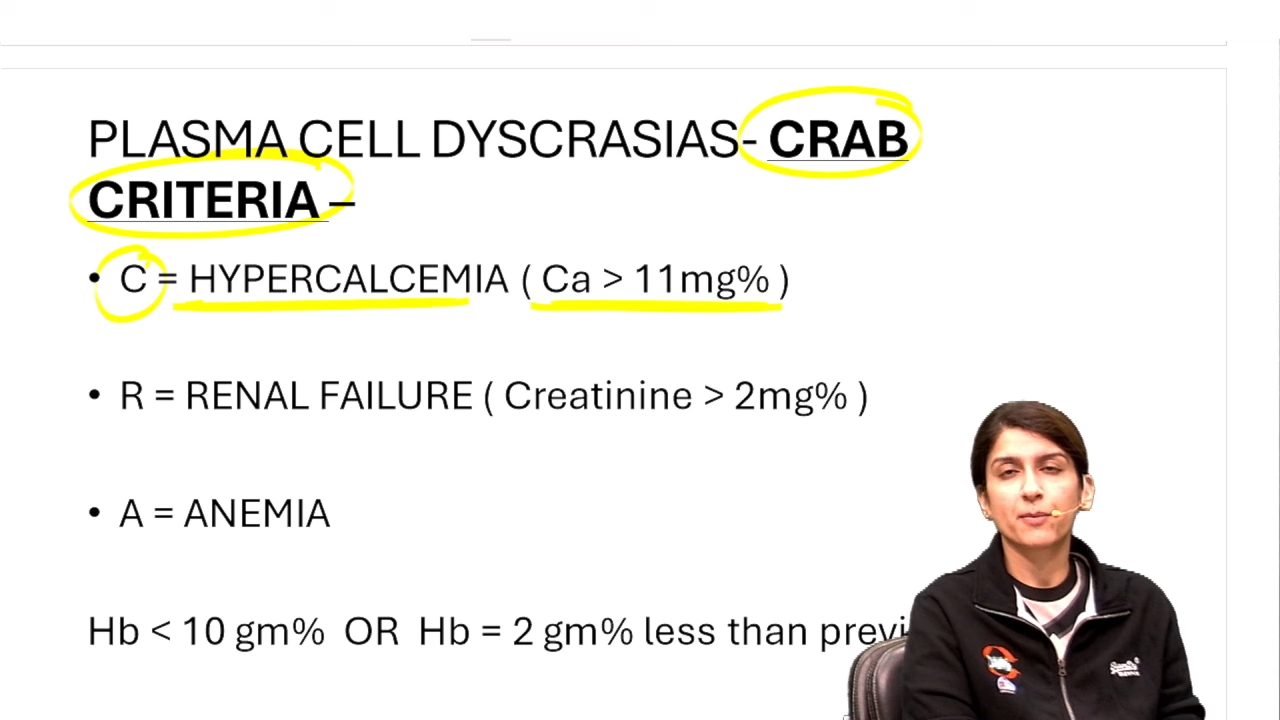 PLASMA CELL DYSCRASIAS- CRAB
CRITERIA –
• C = HYPERCALCEMIA ( Ca > 11mg% )
• R = RENAL FAILURE ( Creatinine > 2mg% )
• A = ANEMIA
Hb < 10 gm% OR Hb = 2 gm% less than